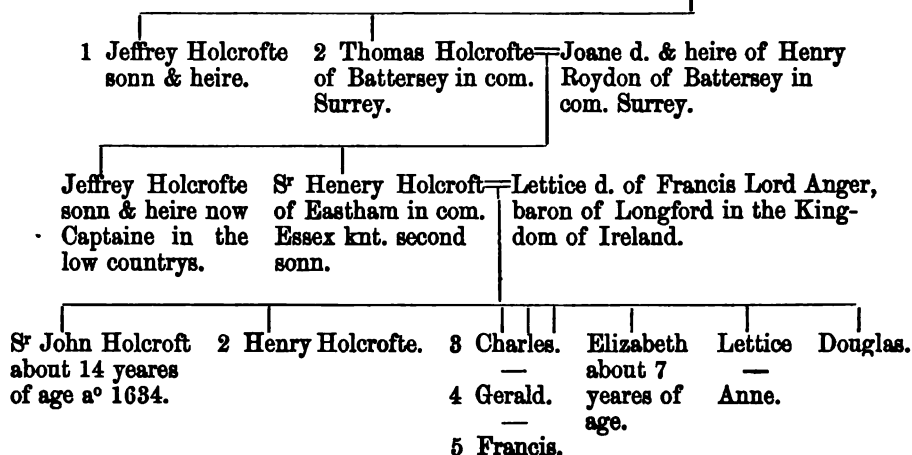 1 Jeffrey Holcrofte
sonn & heire.
2 Thomas Holcrofte
of Battersey in com.
Surrey.
Joane d. & heire of Henry
Roydon of Battersey in
com. Surrey.
Jeffrey Holcrofte
sonn & heire now
Captaine in the
low countrys.
Sr Henery Holcroft
of Eastham in com.
Essex knt. second
sonn.
Lettice d. of Francis Lord Anger,
baron of Longford in the King-
dom of Ireland.
Sr John Holcroft
about 14 yeares
of age ao 1634.
2 Henry Holcrofte.
3 Charles.
—
4 Gerald.
—
5 Francis.
Elizabeth
about 7
yeares of
age.
Lettice
—
Anne.
Douglas.